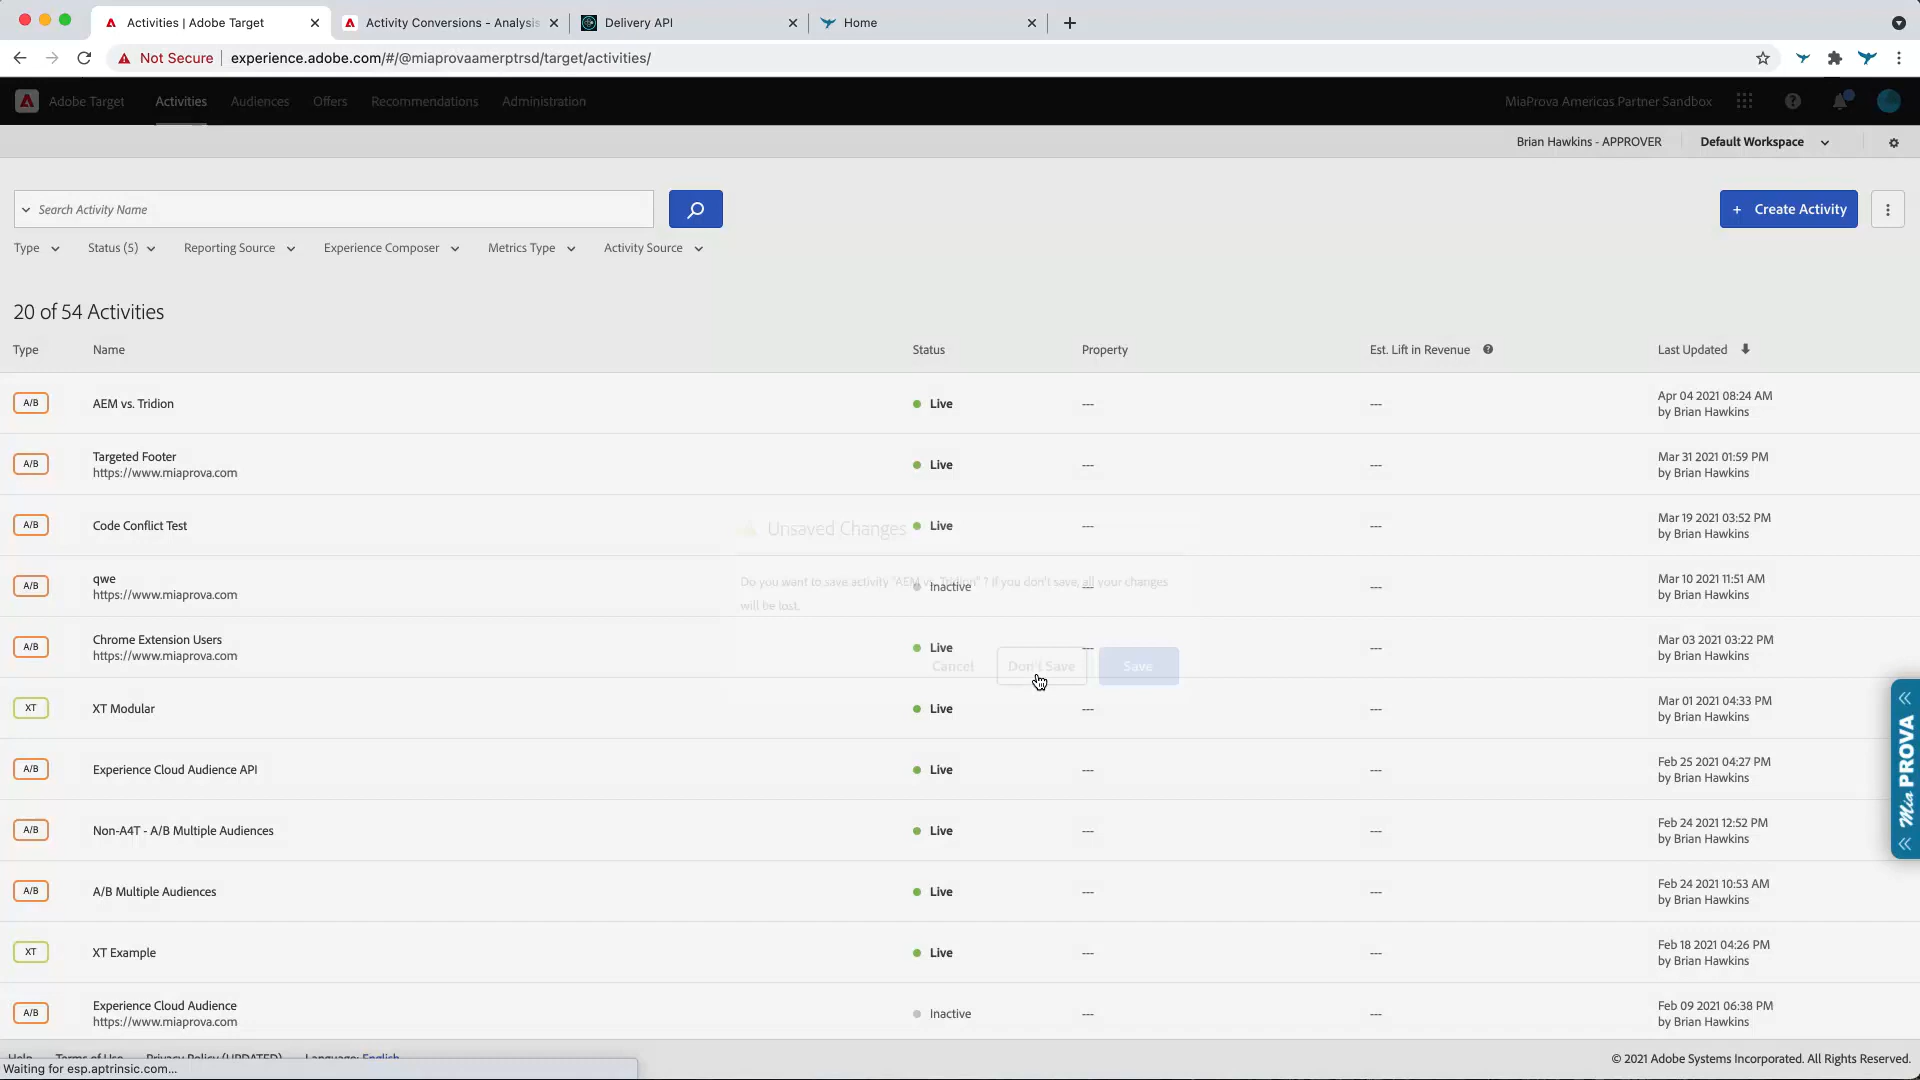 Activities | Adobe Target
Activity Conversions - Analysis
Delivery API
Home
Not Secure
experience.adobe.com/#/@miaprovaamerptrsd/target/activities/
Adobe Target
Activities
Audiences
Offers
Recommendations
Administration
MiaProva Americas Partner Sandbox
Brian Hawkins - APPROVER
Default Workspace
Search Activity Name
+ Create Activity
Type
Status (5)
Reporting Source
Experience Composer
Metrics Type
Activity Source
20 of 54 Activities
Type
Name
Status
Property
Est. Lift in Revenue
Last Updated
A/B
AEM vs. Tridion
Live
---
---
Apr 04 2021 08:24 AM
by Brian Hawkins
A/B
Targeted Footer
https://www.miaprova.com
Live
---
---
Mar 31 2021 01:59 PM
by Brian Hawkins
A/B
Code Conflict Test
Live
---
---
Mar 19 2021 03:52 PM
by Brian Hawkins
Unsaved Changes
Do you want to save activity "AEM vs. Tridion" ? If you don't save, all your changes
will be lost.
Cancel
Don't Save
Save
A/B
qwe
https://www.miaprova.com
Inactive
---
---
Mar 10 2021 11:51 AM
by Brian Hawkins
A/B
Chrome Extension Users
https://www.miaprova.com
Live
---
---
Mar 03 2021 03:22 PM
by Brian Hawkins
XT
XT Modular
Live
---
---
Mar 01 2021 04:33 PM
by Brian Hawkins
A/B
Experience Cloud Audience API
Live
---
---
Feb 25 2021 04:27 PM
by Brian Hawkins
A/B
Non-A4T - A/B Multiple Audiences
Live
---
---
Feb 24 2021 12:52 PM
by Brian Hawkins
A/B
A/B Multiple Audiences
Live
---
---
Feb 24 2021 10:53 AM
by Brian Hawkins
XT
XT Example
Live
---
---
Feb 18 2021 04:26 PM
by Brian Hawkins
A/B
Experience Cloud Audience
https://www.miaprova.com
Inactive
---
---
Feb 09 2021 06:38 PM
by Brian Hawkins
Mia PROVA
Help
Terms of Use
Privacy Policy (UPDATED)
Language: English
© 2021 Adobe Systems Incorporated. All Rights Reserved.
Waiting for esp.aptrinsic.com...